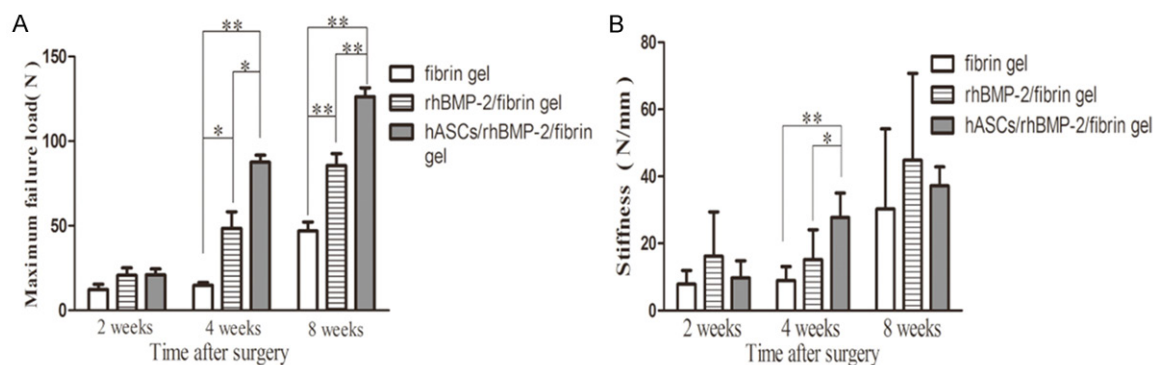 A
Maximum failure load( N )
150
100
50
0
** **
* **
* **
fibrin gel
rhBMP-2/fibrin gel
hASCs/rhBMP-2/fibrin
gel
2 weeks 4 weeks 8 weeks
Time after surgery
B
Stiffness ( N/mm )
80
60
40
20
0
**
*
fibrin gel
rhBMP-2/fibrin gel
hASCs/rhBMP-2/fibrin gel
2 weeks 4 weeks 8 weeks
Time after surgery